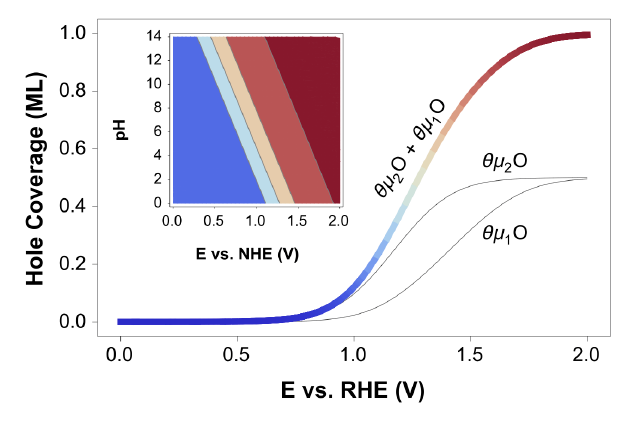 1.0
0.8
0.6
0.4
0.2
0.0
Hole Coverage (ML)
14
12
10
8
6
4
2
0
pH
0.0 0.5 1.0 1.5 2.0
E vs. NHE (V)
θμ₂O + θμ₁O
θμ₂O
θμ₁O
0.0 0.5 1.0 1.5 2.0
E vs. RHE (V)